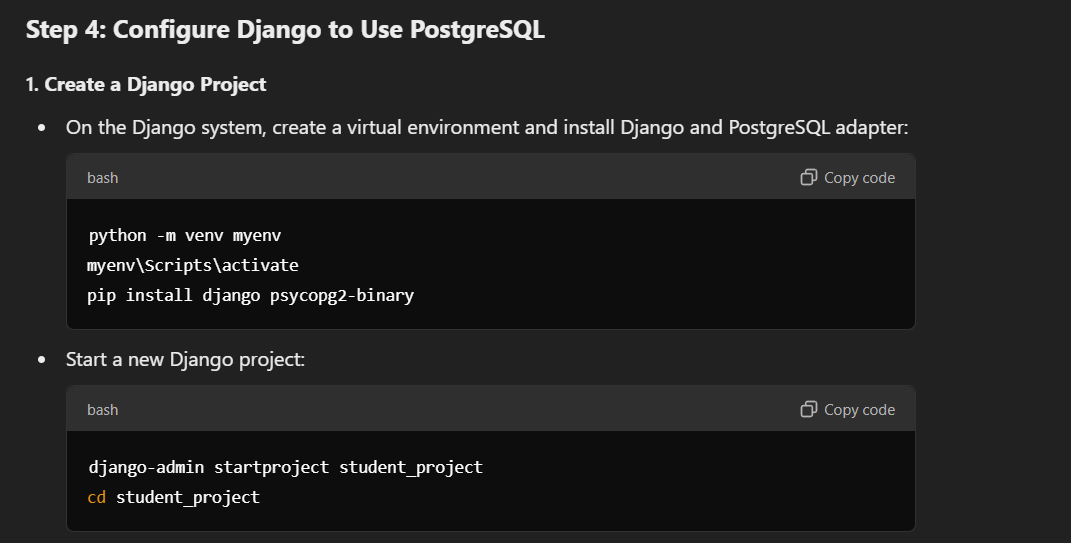 Step 4: Configure Django to Use PostgreSQL
1. Create a Django Project
• On the Django system, create a virtual environment and install Django and PostgreSQL adapter:
bash
Copy code
python -m venv myenv
myenv\Scripts\activate
pip install django psycopg2-binary
• Start a new Django project:
bash
Copy code
django-admin startproject student_project
cd student_project